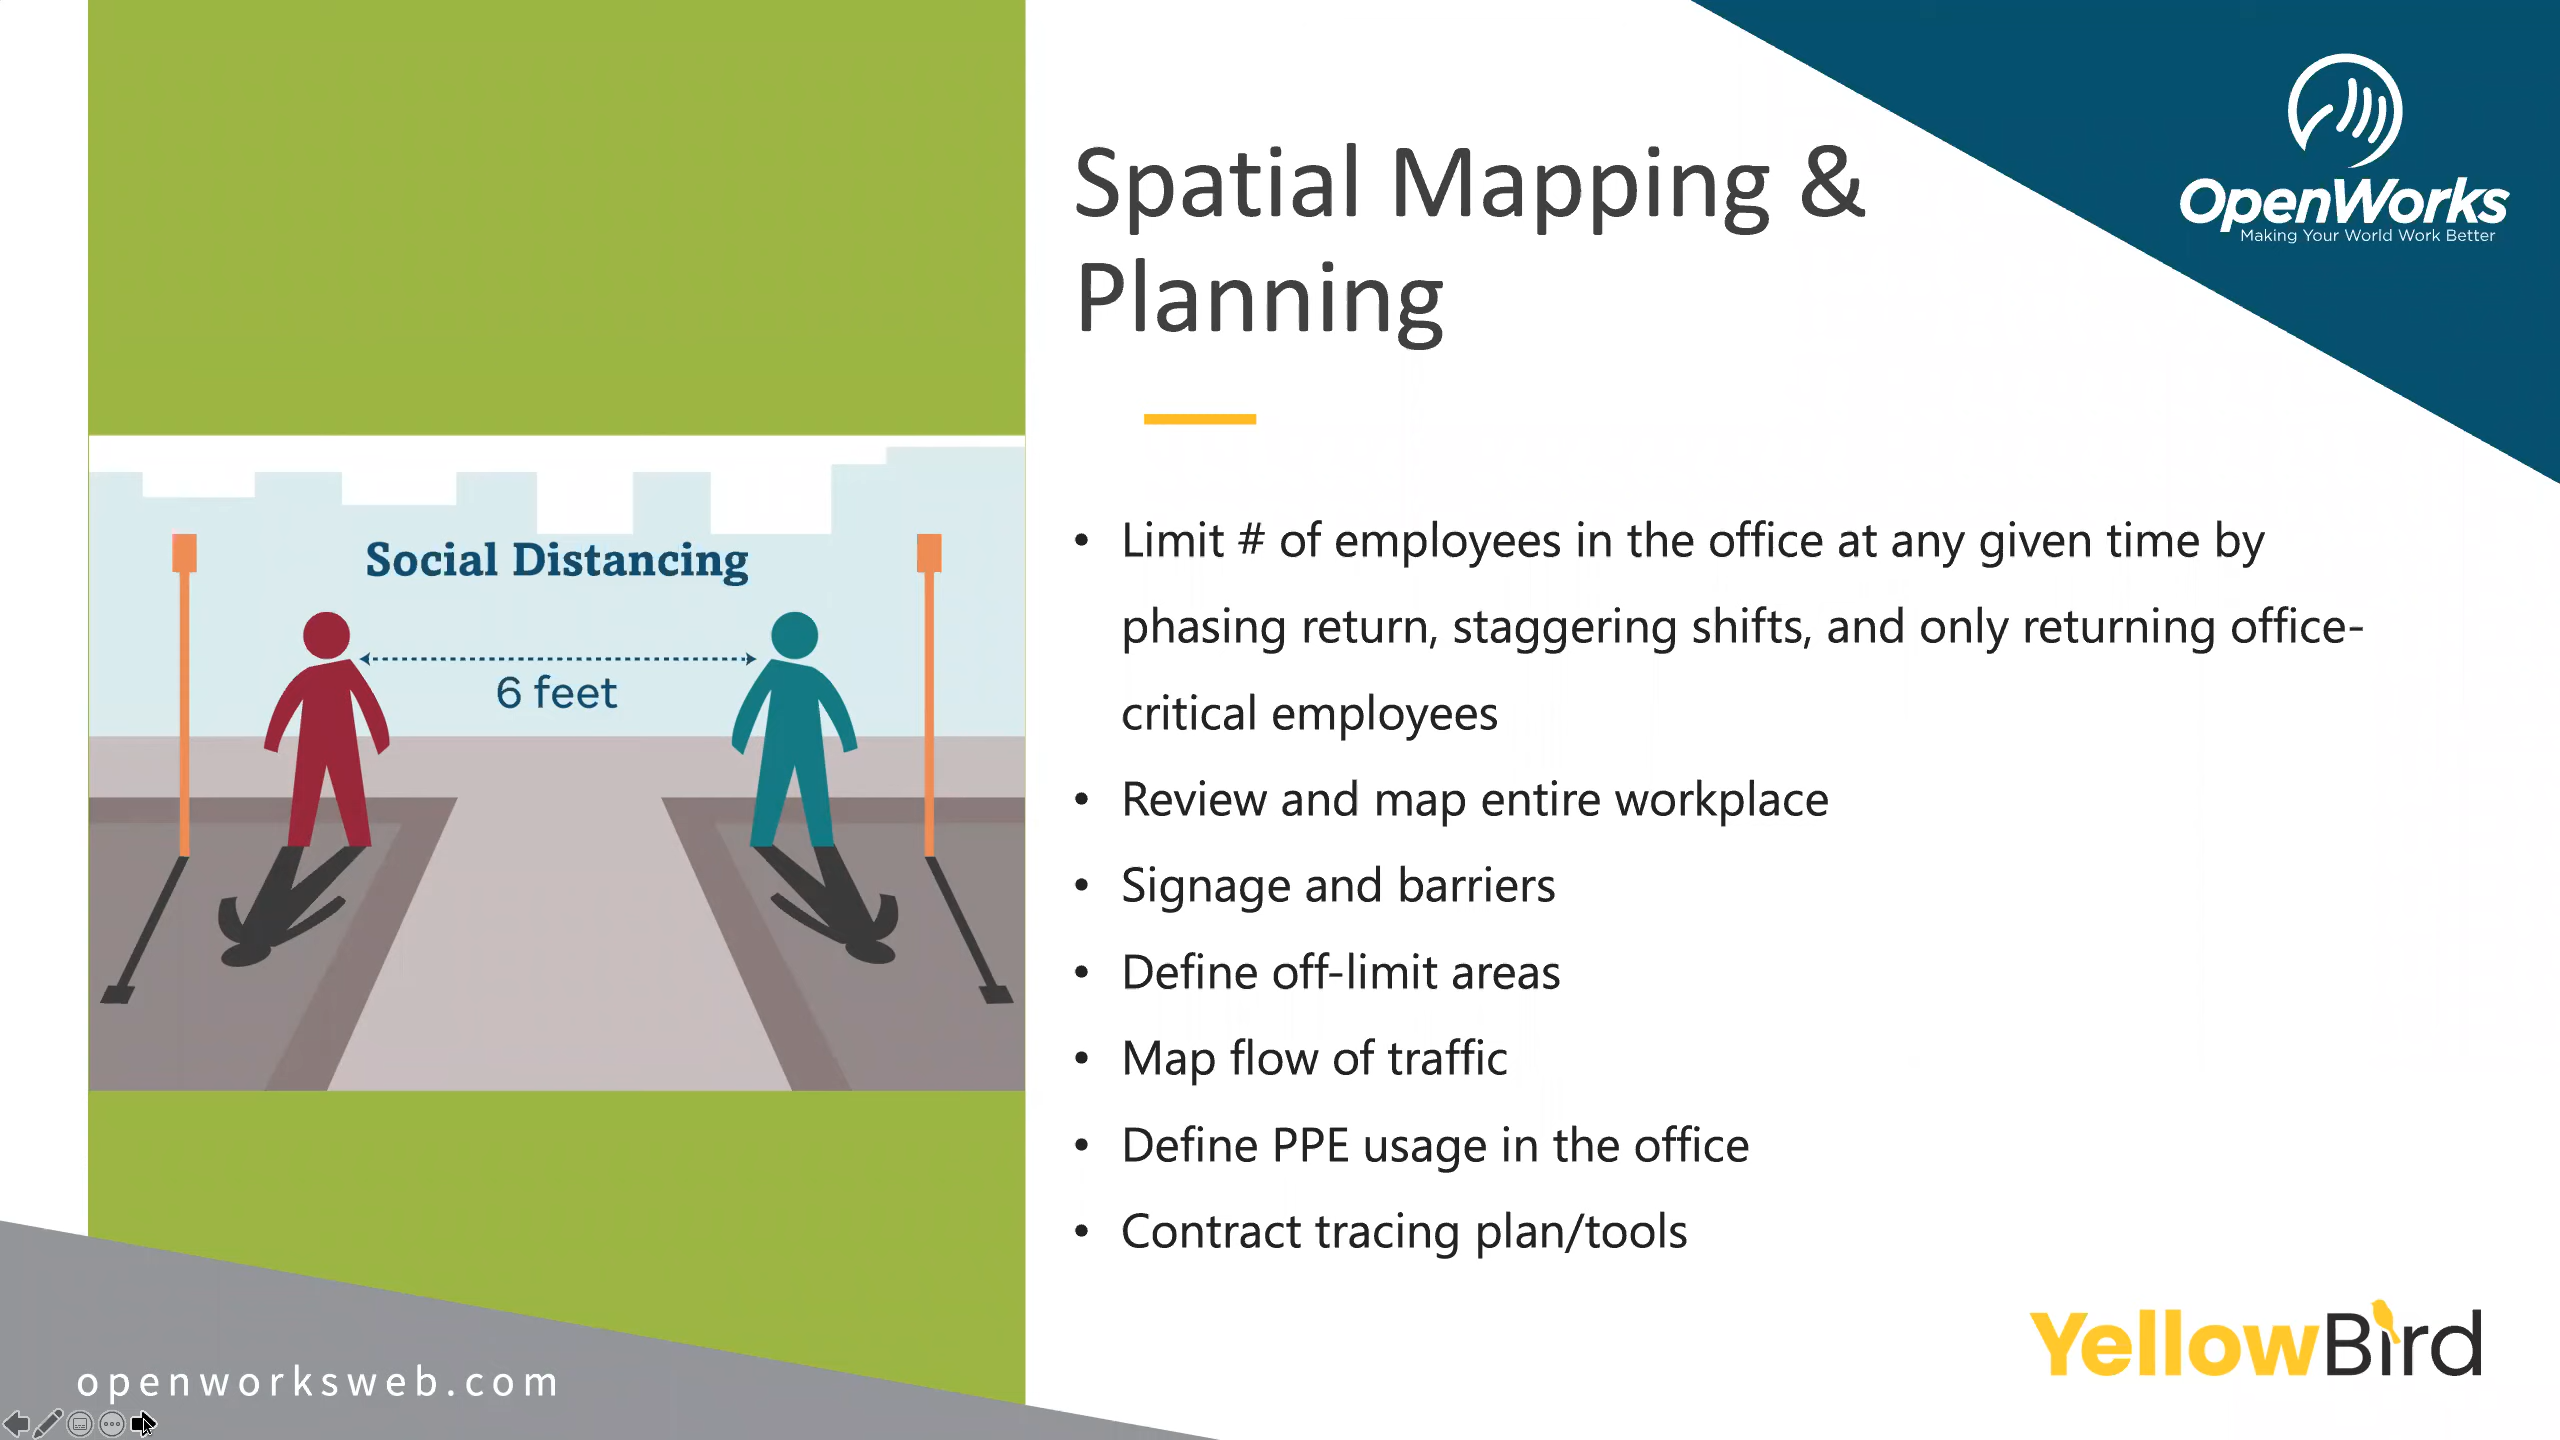 Spatial Mapping &
Planning
OpenWorks
Making Your World Work Better
Social Distancing
6 feet
• Limit # of employees in the office at any given time by
phasing return, staggering shifts, and only returning office-
critical employees
• Review and map entire workplace
• Signage and barriers
• Define off-limit areas
• Map flow of traffic
• Define PPE usage in the office
• Contract tracing plan/tools
YellowBird
openworksweb.com